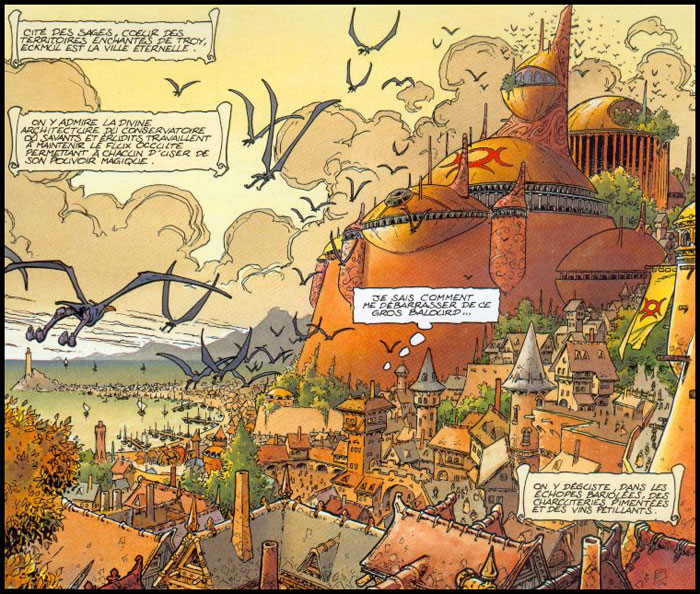 CITÉ DES SAGES, COEUR DES
TERRITOIRES ENCHANTÉS DE TROY,
ECKMÜL EST LA VILLE ÉTERNELLE.
ON Y ADMIRE LA DIVINE
ARCHITECTURE DU CONSERVATOIRE
OÙ SAVANTS ET ÉRUDITS TRAVAILLENT
À MAINTENIR LE FLUX OCCULTE
PERMETTANT À CHACUN D'USER DE
SON POUVOIR MAGIQUE.
JE SAIS COMMENT
ME DÉBARRASSER DE CE
GROS BALOURD...
ON Y DÉGUSTE, DANS LES
ÉCHOPES BARIOLÉES, DES
CHARCUTERIES PIMENTÉES
ET DES VINS PÉTILLANTS.